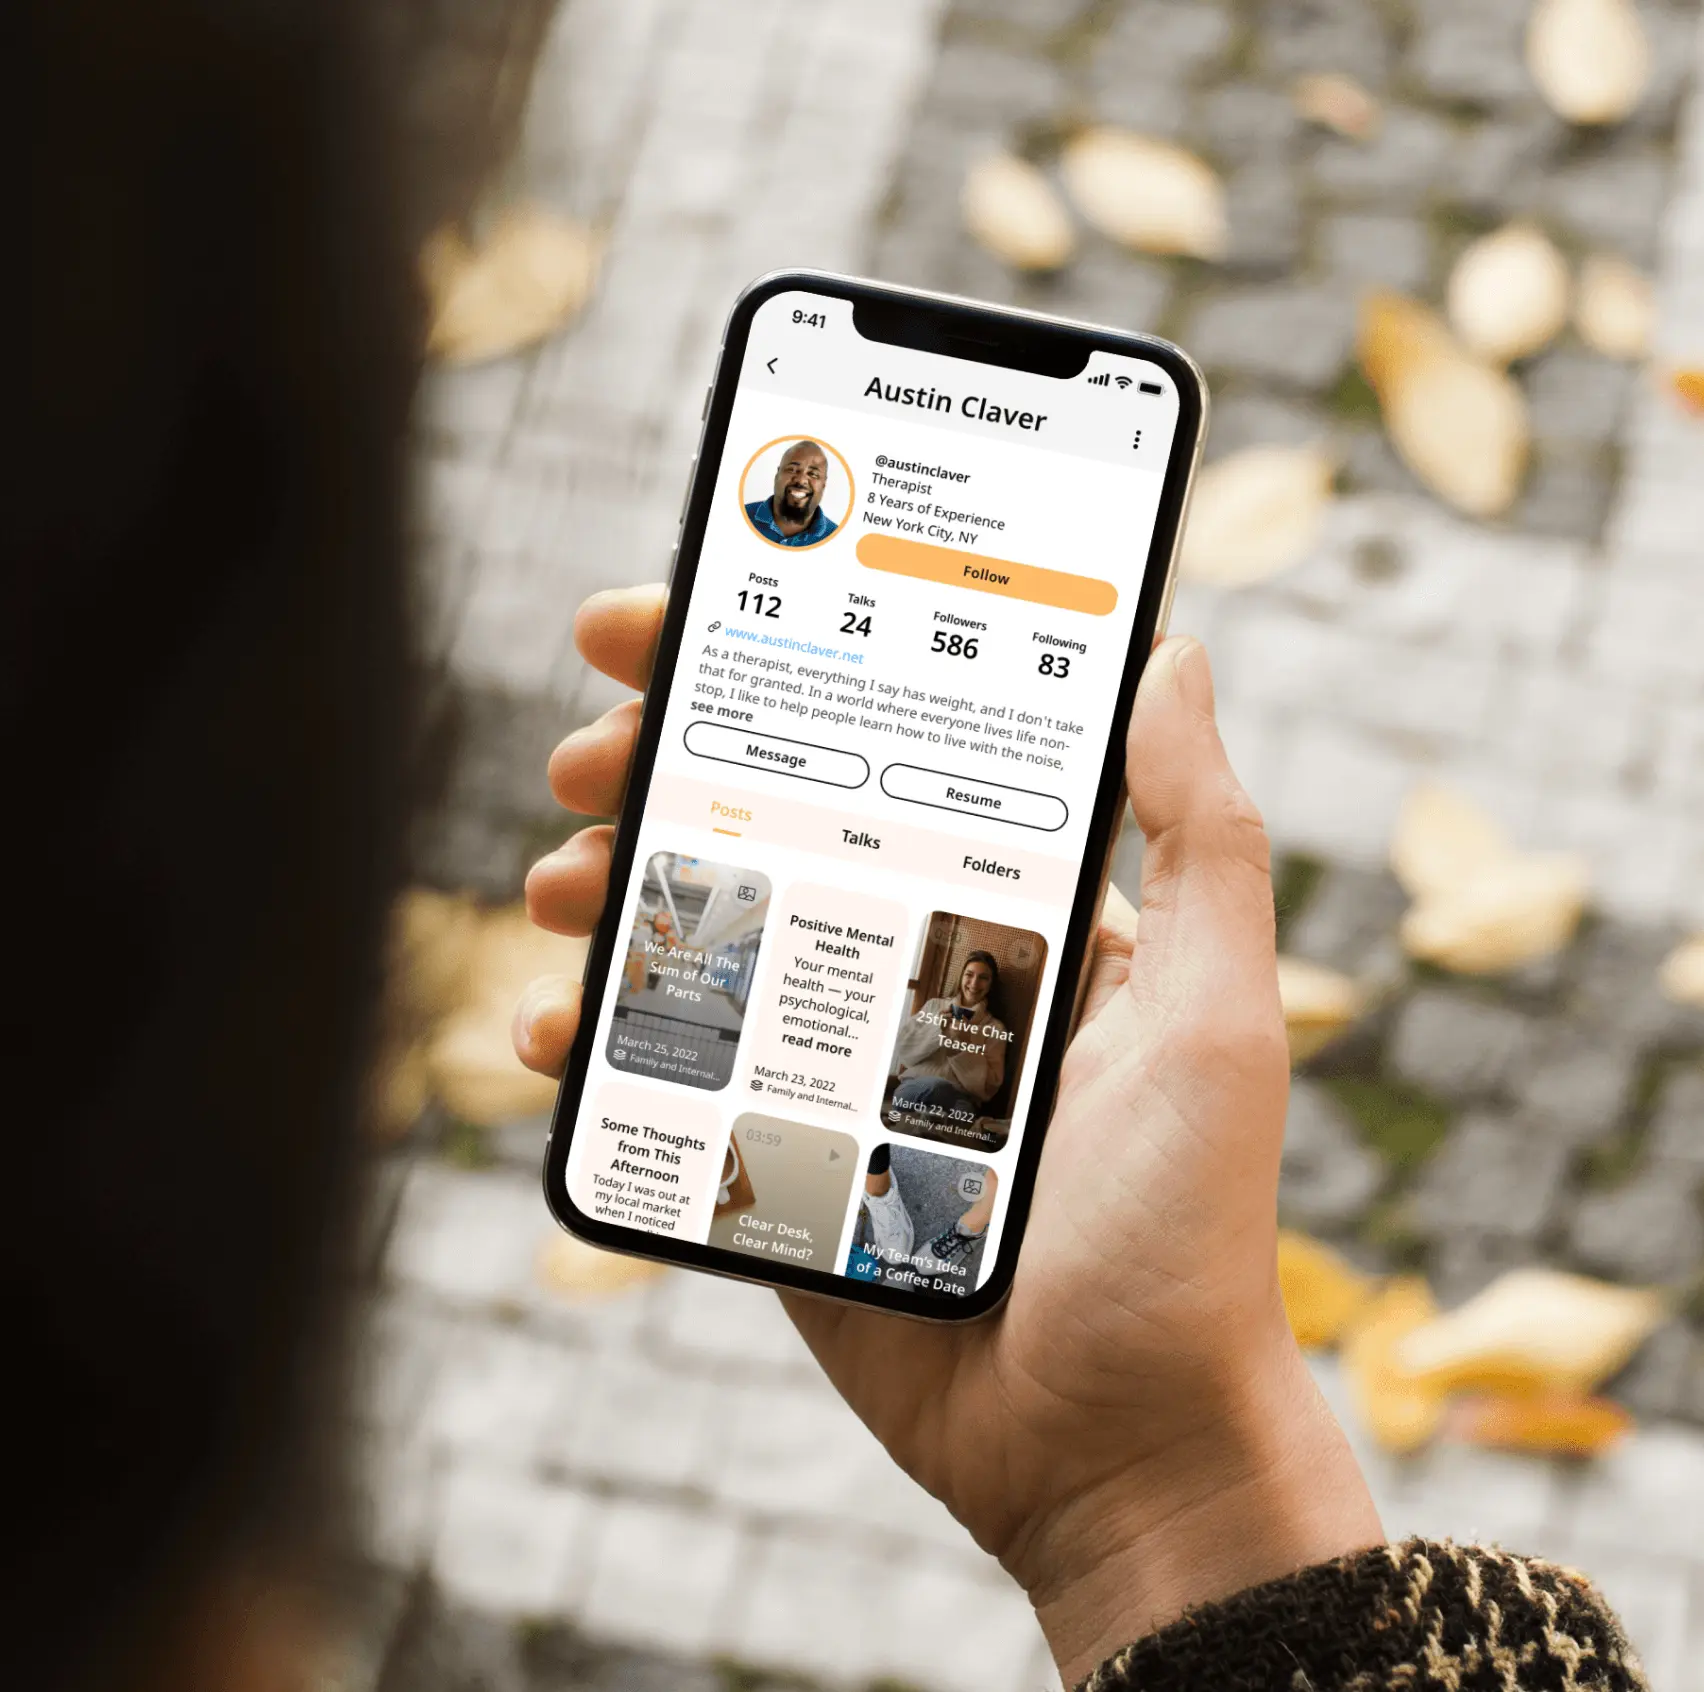 9:41
Austin Claver
@austinclaver
Therapist
8 Years of Experience
New York City, NY
Follow
Posts
112
Talks
24
Followers
586
Following
83
www.austinclaver.net
As a therapist, everything I say has weight, and I don't take
that for granted. In a world where everyone lives life non-
stop, I like to help people learn how to live with the noise,
see more
Message
Resume
Posts
Talks
Folders
We Are All The
Sum of Our
Parts
March 25, 2022
Family and Internal...
Positive Mental
Health
Your mental
health — your
psychological,
emotional...
read more
March 23, 2022
Family and Internal...
25th Live Chat
Teaser!
March 22, 2022
Family and Internal...
Some Thoughts
from This
Afternoon
Today I was out at
my local market
when I noticed
03:59
Clear Desk,
Clear Mind?
My Team's Idea
of a Coffee Date